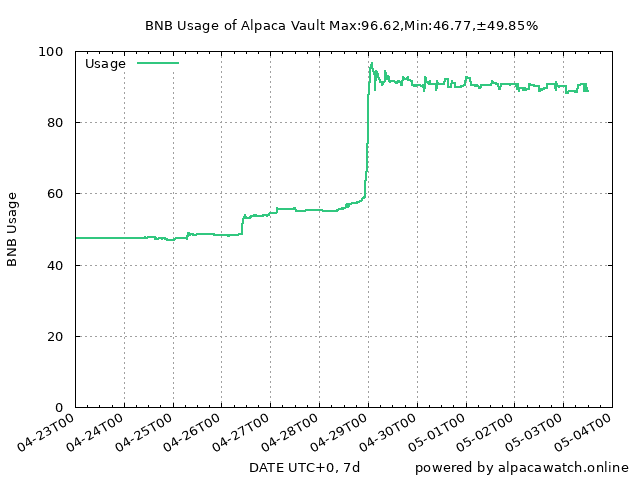 BNB Usage of Alpaca Vault Max:96.62,Min:46.77,±49.85%
Usage
100
80
60
40
20
0
BNB Usage
04-23T00
04-24T00
04-25T00
04-26T00
04-27T00
04-28T00
04-29T00
04-30T00
05-01T00
05-02T00
05-03T00
05-04T00
DATE UTC+0, 7d
powered by alpacawatch.online